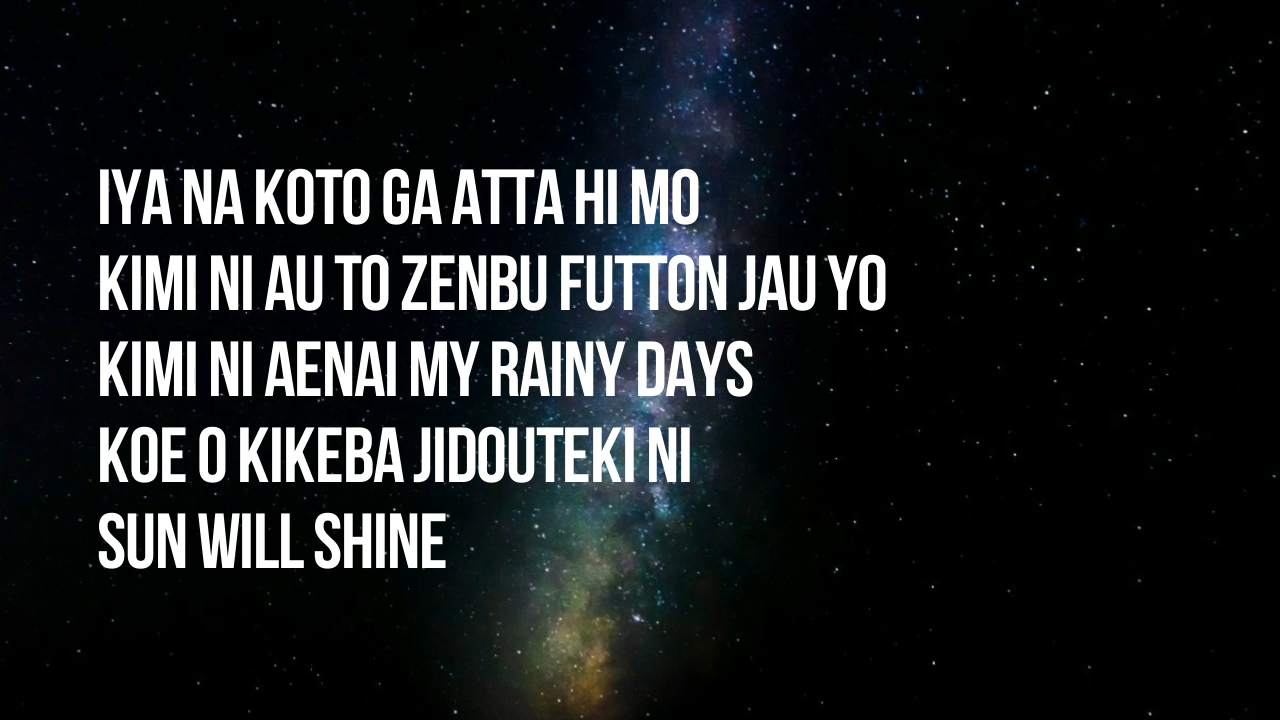 IYA NA KOTO GA ATTA HI MO
KIMI NI AU TO ZENBU FUTTON JAU YO
KIMI NI AENAI MY RAINY DAYS
KOE O KIKEBA JIDOUTEKI NI
SUN WILL SHINE